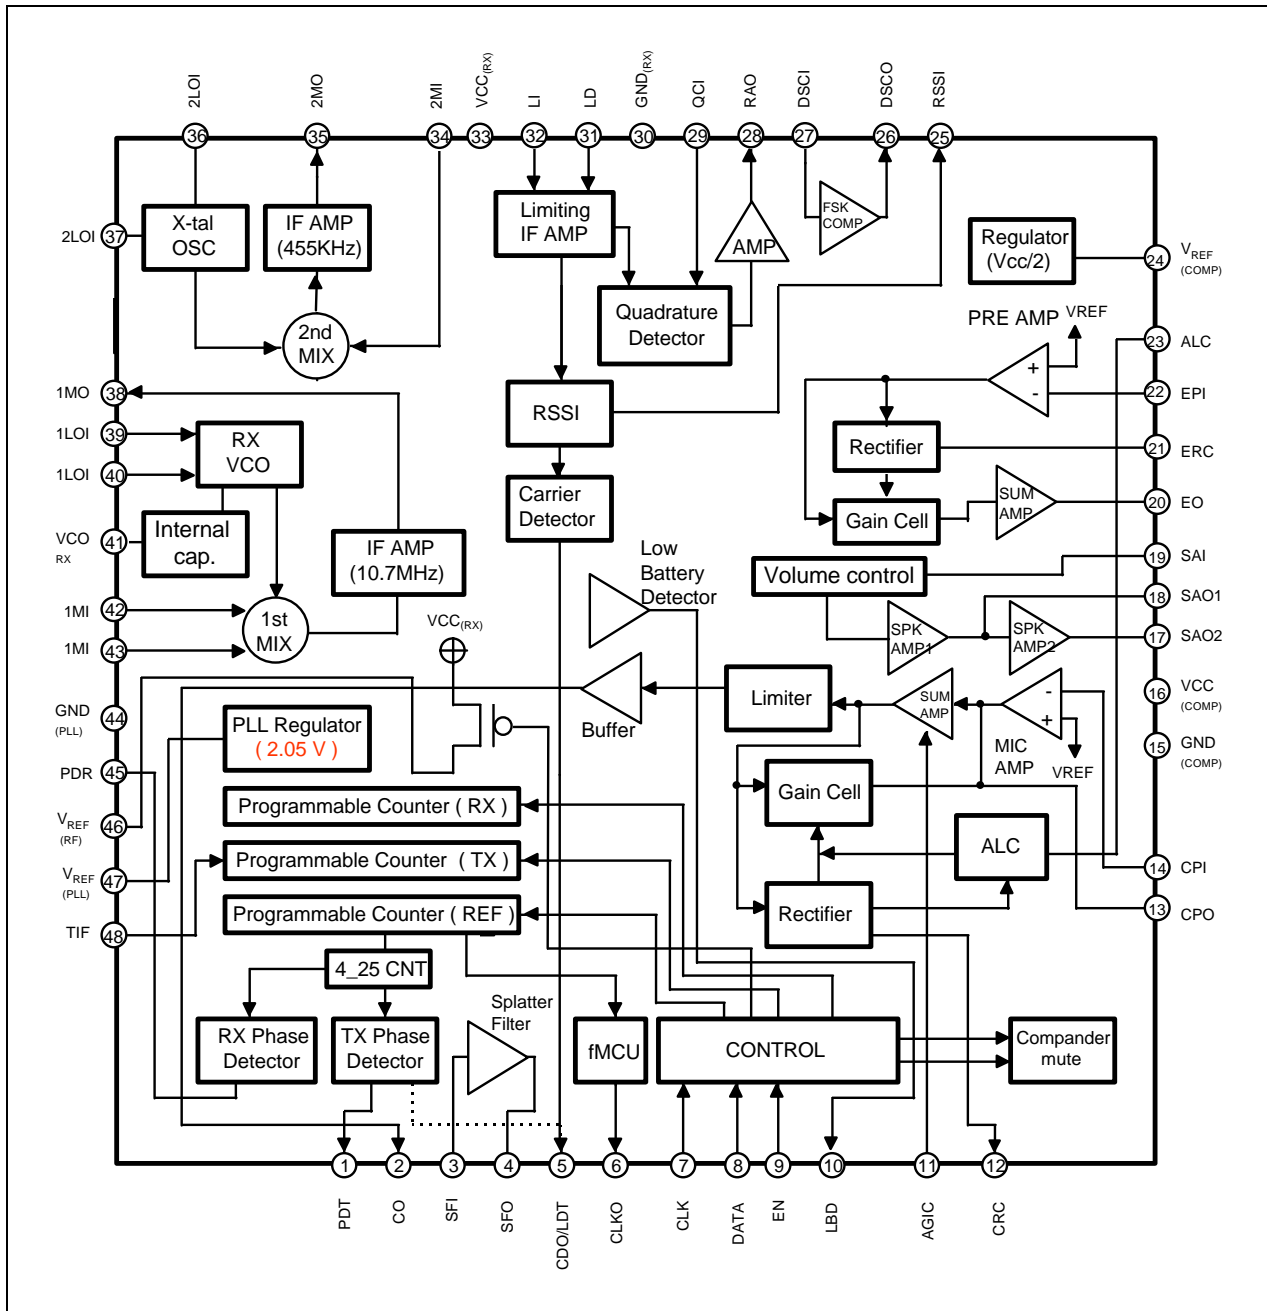 2LOI
2MO
2MI
VCC(RX)
LI
LD
GND(RX)
QCI
RAO
DSCI
DSCO
RSSI
36
35
34
33
32
31
30
29
28
27
26
25
2LOI
37
X-tal
OSC
IF AMP
(455KHz)
Limiting
IF AMP
AMP
FSK
COMP
Regulator
(Vcc/2)
24
VREF
(COMP)
2nd
MIX
Quadrature
Detector
PRE AMP
VREF
23
ALC
1MO
38
+
-
22
EPI
1LOI
39
RX
VCO
RSSI
Rectifier
21
ERC
1LOI
40
Carrier
Detector
Gain Cell
SUM
AMP
20
EO
VCO
RX
41
Internal
cap.
IF AMP
(10.7MHz)
Low
Battery
Detector
Volume control
19
SAI
1MI
42
1st
MIX
18
SAO1
SPK
AMP1
SPK
AMP2
17
SAO2
1MI
43
VCC(RX)
GND
(PLL)
44
PLL Regulator
( 2.05 V )
Buffer
Limiter
SUM
AMP
-
+
MIC
AMP
VREF
16
VCC
(COMP)
15
GND
(COMP)
PDR
45
Gain Cell
VREF
(RF)
46
Programmable Counter ( RX )
VREF
(PLL)
47
Programmable Counter ( TX )
ALC
14
CPI
TIF
48
Programmable Counter ( REF )
Rectifier
13
CPO
4_25 CNT
Splatter
Filter
RX Phase
Detector
TX Phase
Detector
fMCU
CONTROL
Compander
mute
1
2
3
4
5
6
7
8
9
10
11
12
PDT
CO
SFI
SFO
CDO/LDT
CLKO
CLK
DATA
EN
LBD
AGIC
CRC